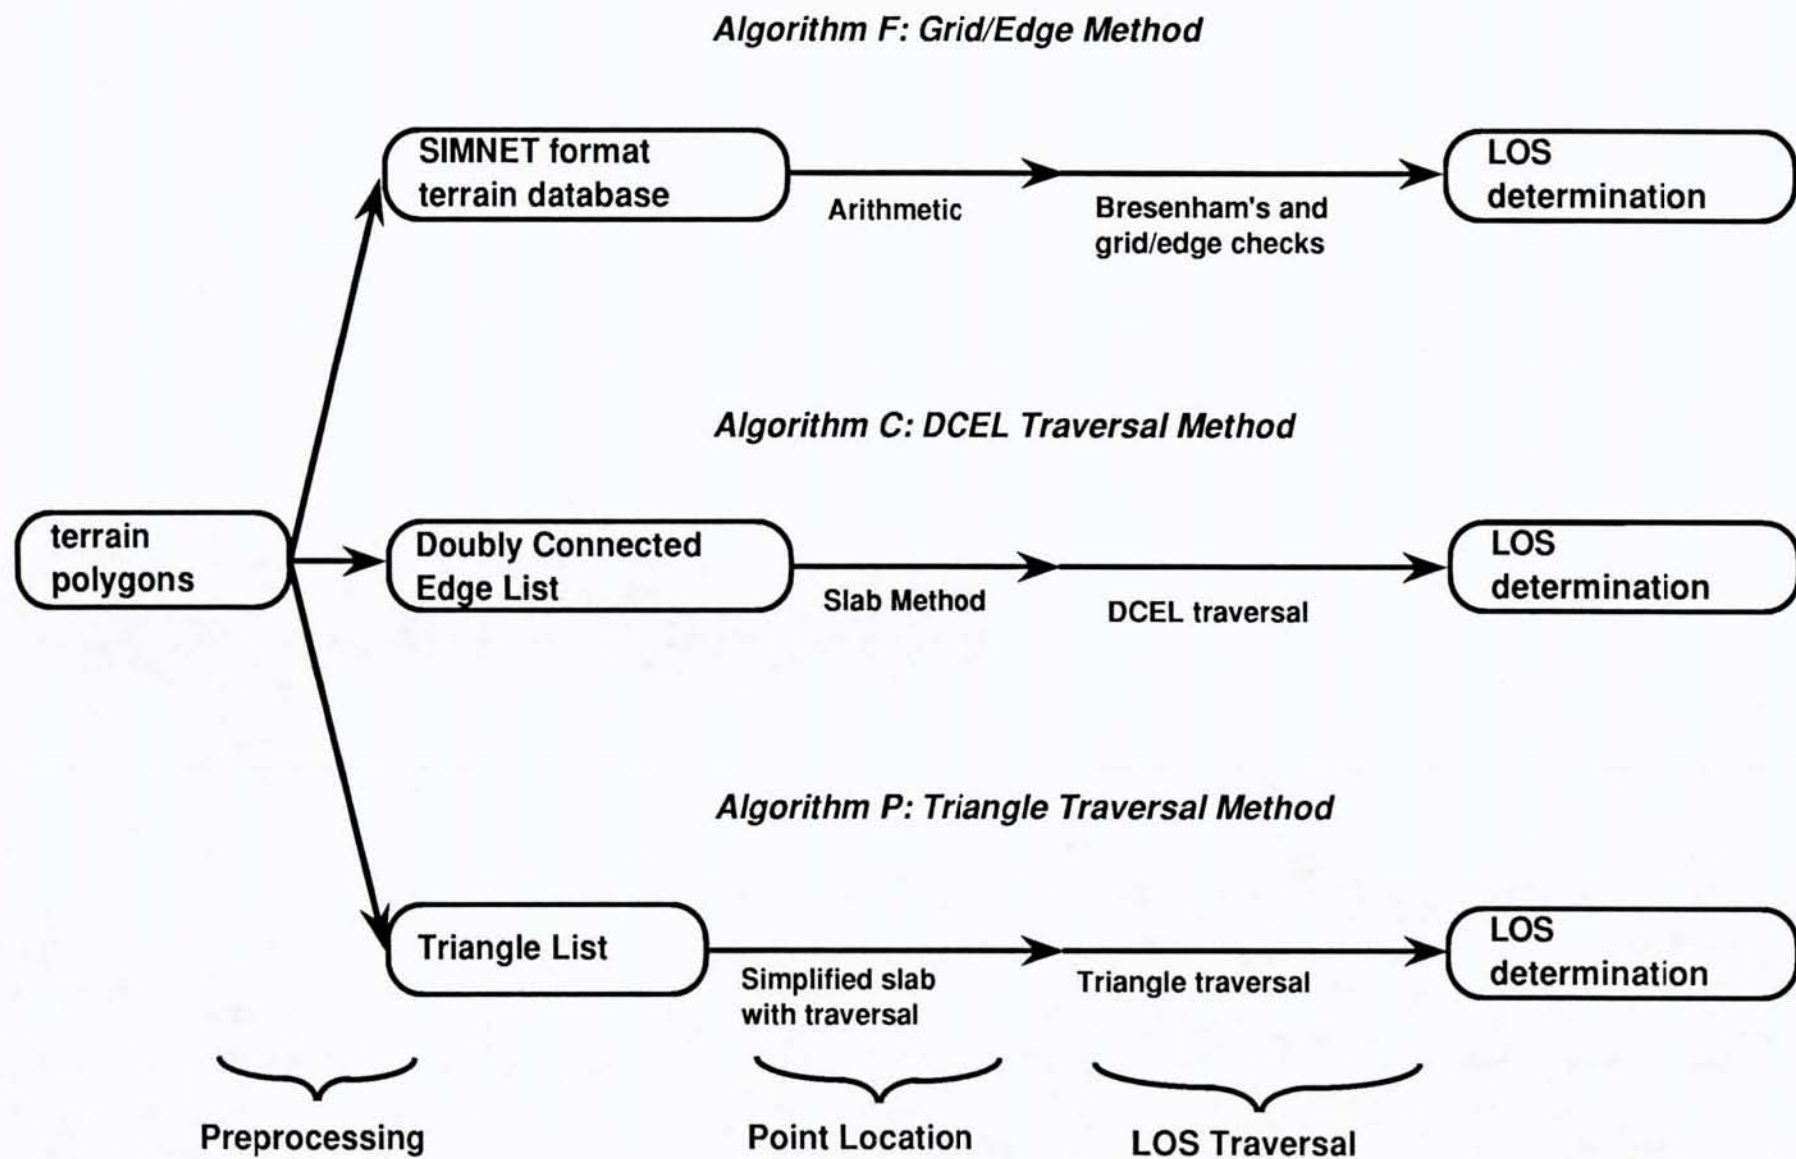 Algorithm F: Grid/Edge Method
SIMNET format
terrain database
Arithmetic
Bresenham's and
grid/edge checks
LOS
determination
Algorithm C: DCEL Traversal Method
terrain
polygons
Doubly Connected
Edge List
Slab Method
DCEL traversal
LOS
determination
Algorithm P: Triangle Traversal Method
Triangle List
Simplified slab
with traversal
Triangle traversal
LOS
determination
Preprocessing
Point Location
LOS Traversal